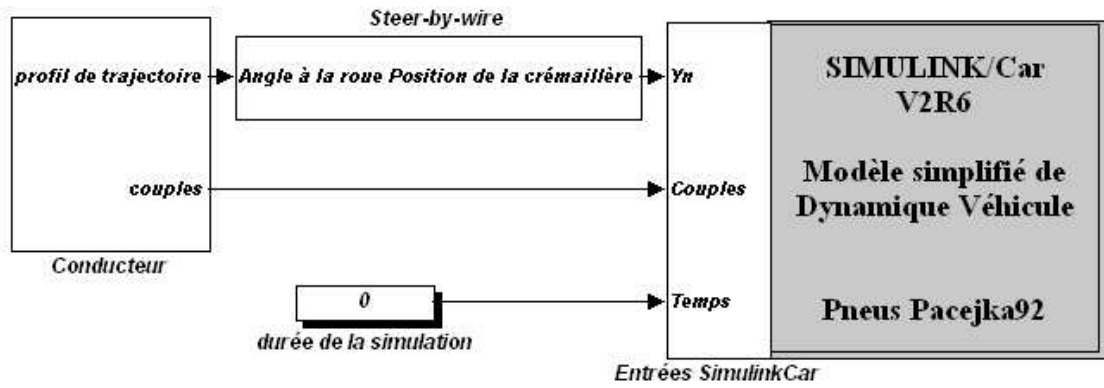 Steer-by-wire
profil de trajectoire
Angle à la roue Position de la crémaillère
Yn
couples
Couples
Conducteur
0
Temps
durée de la simulation
Entrées SimulinkCar
SIMULINK/Car
V2R6
Modèle simplifié de
Dynamique Véhicule
Pneus Pacejka92